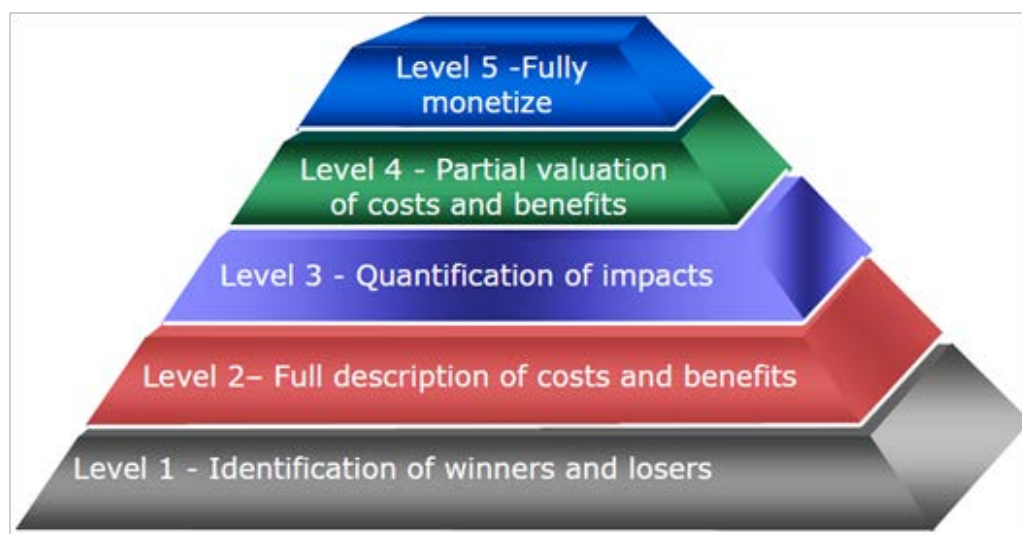 Level 5 -Fully
monetize
Level 4 - Partial valuation
of costs and benefits
Level 3 - Quantification of impacts
Level 2– Full description of costs and benefits
Level 1 - Identification of winners and losers